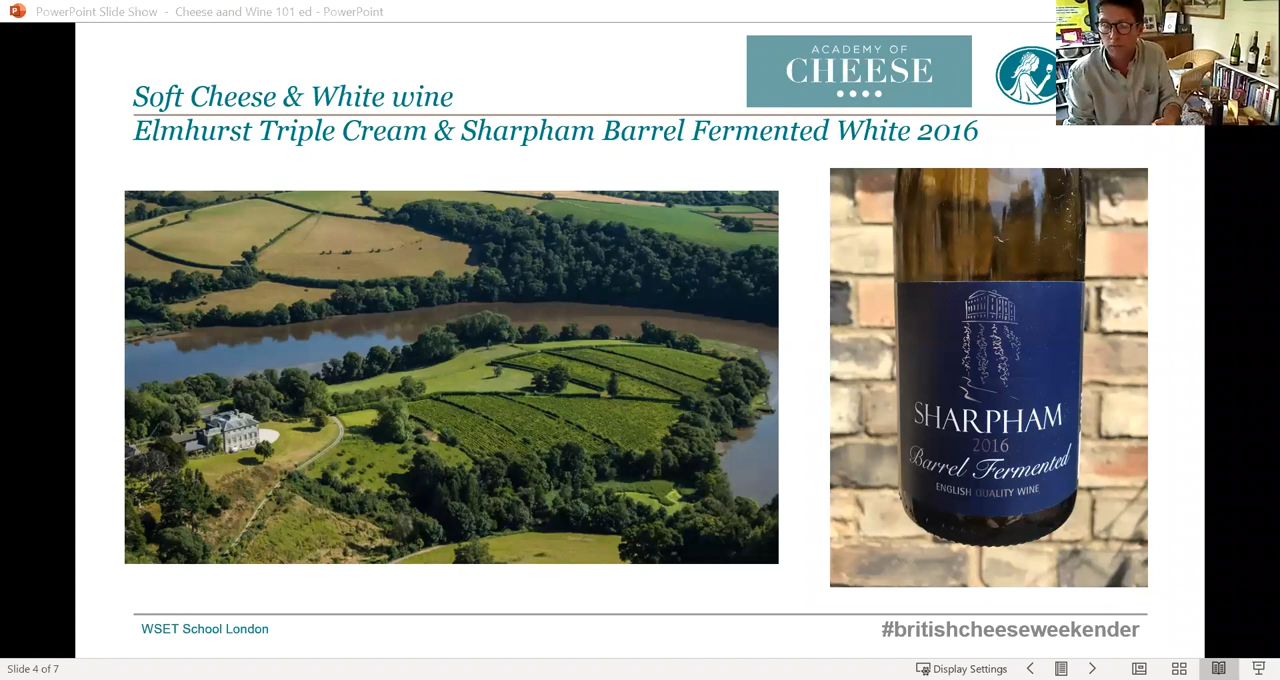 PowerPoint Slide Show - Cheese aand Wine 101 ed - PowerPoint
ACADEMY OF
CHEESE
Soft Cheese & White wine
Elmhurst Triple Cream & Sharpham Barrel Fermented White 2016
SHARPHAM
2016
Barrel Fermented
ENGLISH QUALITY WINE
WSET School London
#britishcheeseweekender
Slide 4 of 7
Display Settings